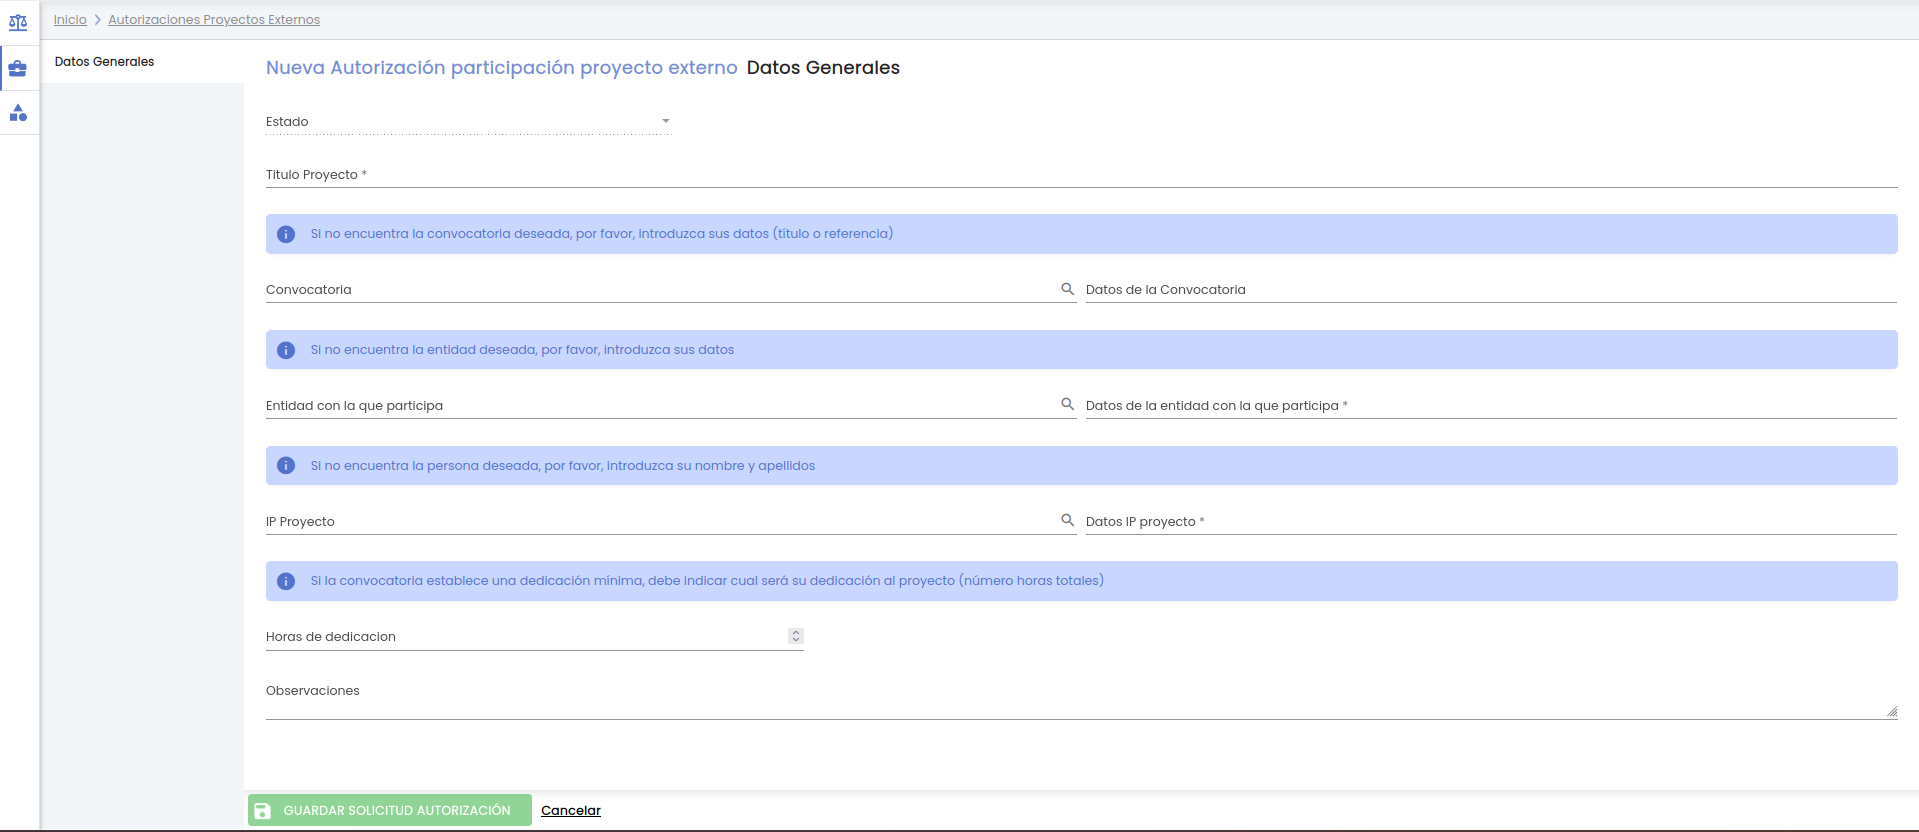 Inicio > Autorizaciones Proyectos Externos
Datos Generales
Nueva Autorización participación proyecto externo Datos Generales
Estado
Titulo Proyecto *
Si no encuentra la convocatoria deseada, por favor, introduzca sus datos (título o referencia)
Convocatoria
Datos de la Convocatoria
Si no encuentra la entidad deseada, por favor, introduzca sus datos
Entidad con la que participa
Datos de la entidad con la que participa *
Si no encuentra la persona deseada, por favor, introduzca su nombre y apellidos
IP Proyecto
Datos IP proyecto *
Si la convocatoria establece una dedicación mínima, debe indicar cual será su dedicación al proyecto (número horas totales)
Horas de dedicacion
Observaciones
GUARDAR SOLICITUD AUTORIZACIÓN
Cancelar